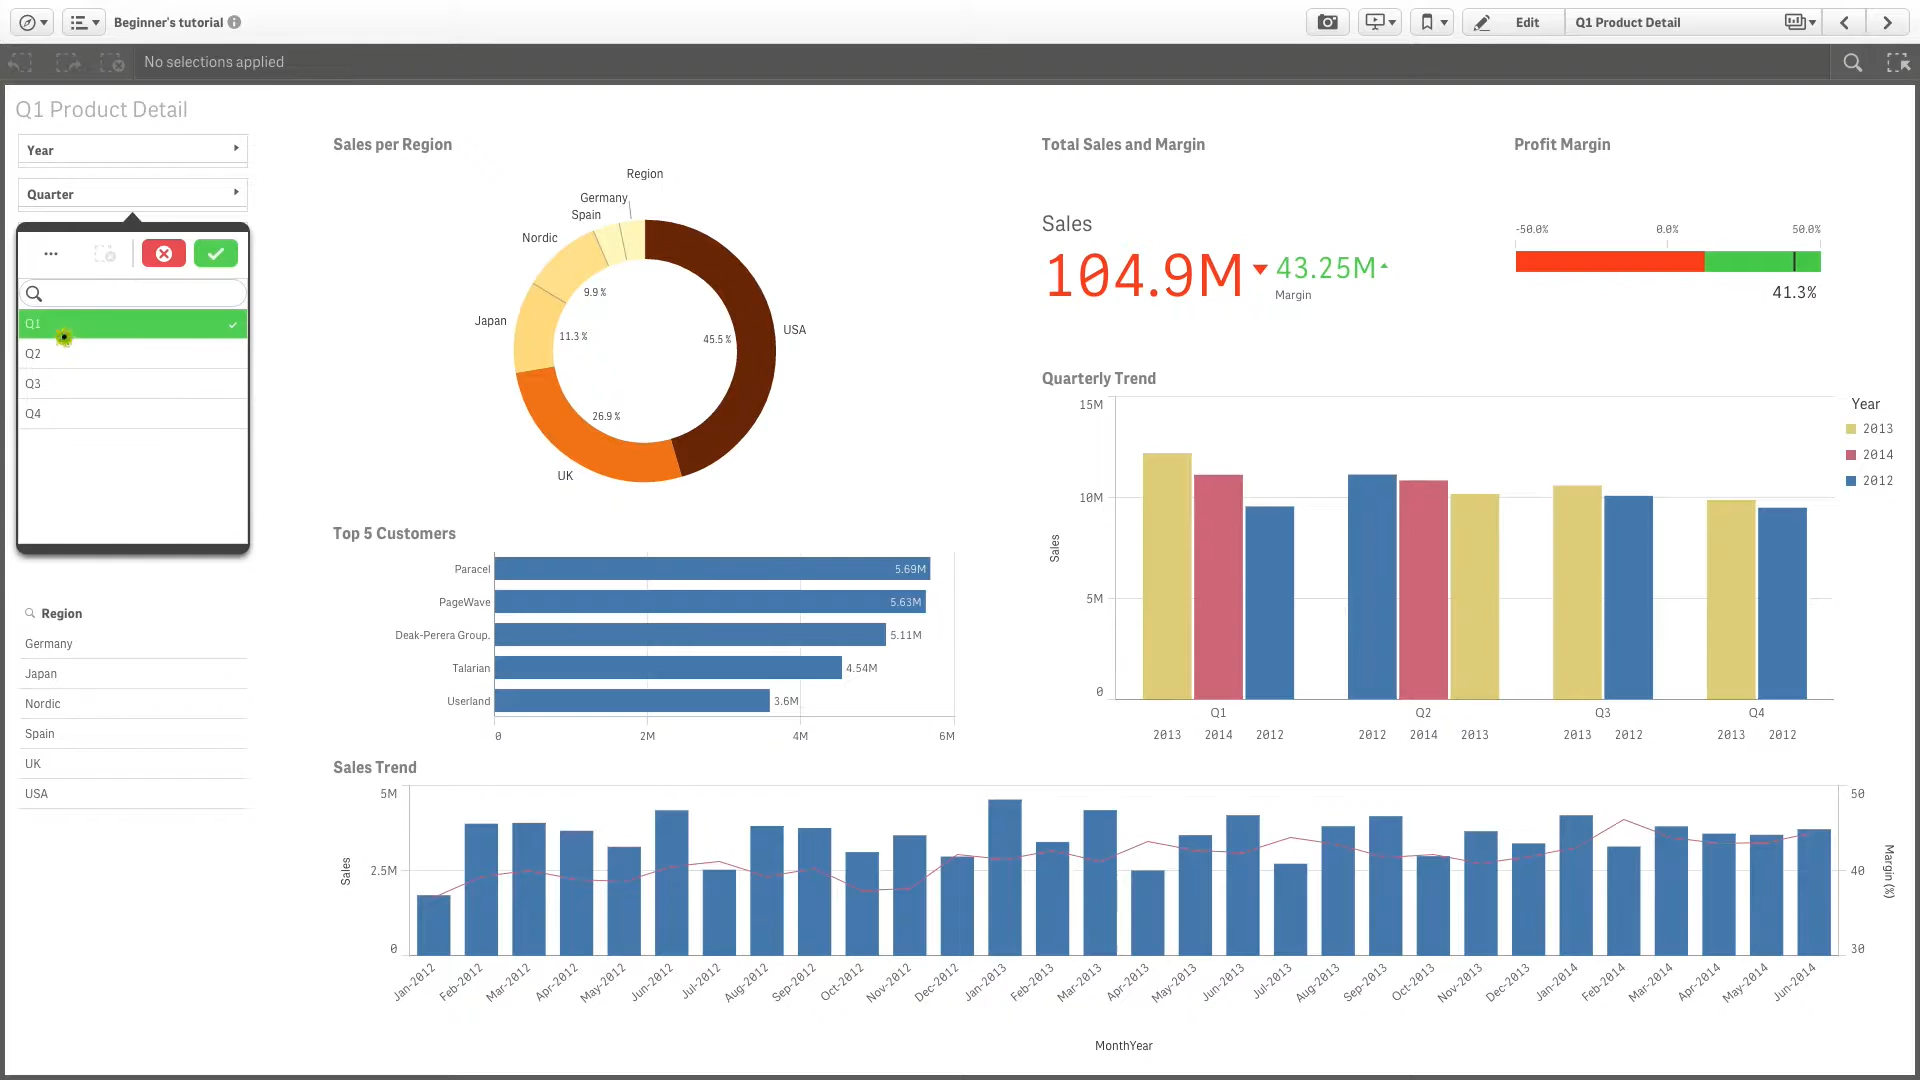 Beginner's tutorial
Edit
Q1 Product Detail
No selections applied
Q1 Product Detail
Year
Quarter
Q1
Q2
Q3
Q4
Region
Germany
Japan
Nordic
Spain
UK
USA
Sales per Region
Region
Germany
Spain
Nordic
Japan
UK
USA
9.9 %
11.3 %
26.9 %
45.5 %
Total Sales and Margin
Sales
104.9M
43.25M
Margin
Profit Margin
-50.0% 0.0% 50.0%
41.3%
Top 5 Customers
Paracel 5.69M
PageWave 5.63M
Deak-Perera Group. 5.11M
Talarian 4.54M
Userland 3.6M
0 2M 4M 6M
Quarterly Trend
15M
10M
5M
0
Sales
Q1 Q2 Q3 Q4
2013 2014 2012 2012 2014 2013 2013 2012 2013 2012
Year
2013
2014
2012
Sales Trend
5M
2.5M
0
Sales
50
40
30
Margin (%)
Jan-2012 Feb-2012 Mar-2012 Apr-2012 May-2012 Jun-2012 Jul-2012 Aug-2012 Sep-2012 Oct-2012 Nov-2012 Dec-2012 Jan-2013 Feb-2013 Mar-2013 Apr-2013 May-2013 Jun-2013 Jul-2013 Aug-2013 Sep-2013 Oct-2013 Nov-2013 Dec-2013 Jan-2014 Feb-2014 Mar-2014 Apr-2014 May-2014 Jun-2014
MonthYear